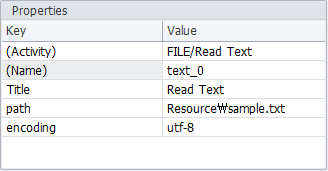 Properties
Key Value
(Activity) FILE/Read Text
(Name) text_0
Title Read Text
path Resource₩sample.txt
encoding utf-8